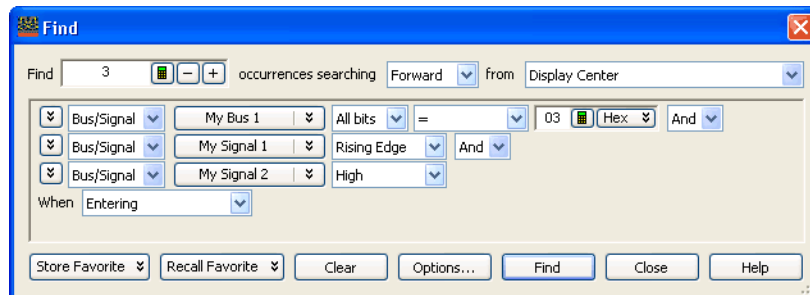 Find
Find 3 − + occurrences searching Forward from Display Center
Bus/Signal My Bus 1 All bits = 03 Hex And
Bus/Signal My Signal 1 Rising Edge And
Bus/Signal My Signal 2 High
When Entering
Store Favorite Recall Favorite Clear Options... Find Close Help